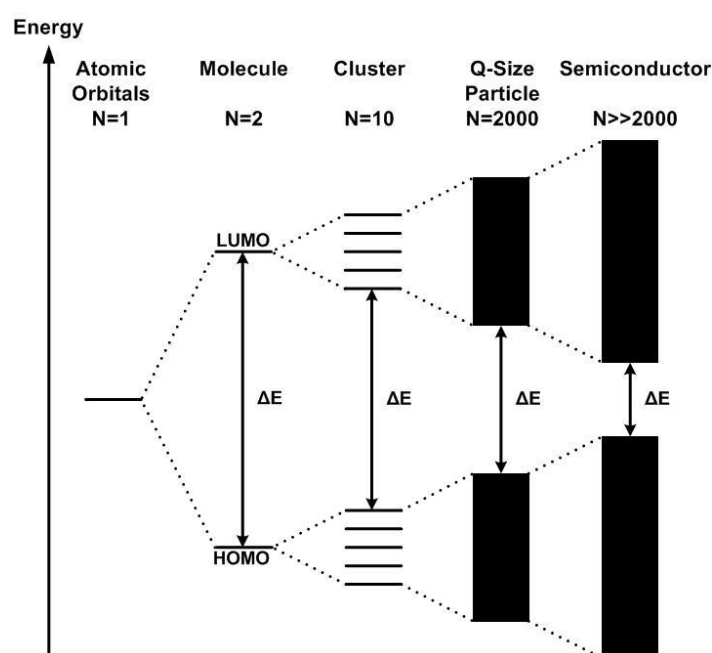 Energy
Atomic
Orbitals
N=1
Molecule
N=2
Cluster
N=10
Q-Size
Particle
N=2000
Semiconductor
N>>2000
LUMO
ΔE
ΔE
ΔE
ΔE
HOMO